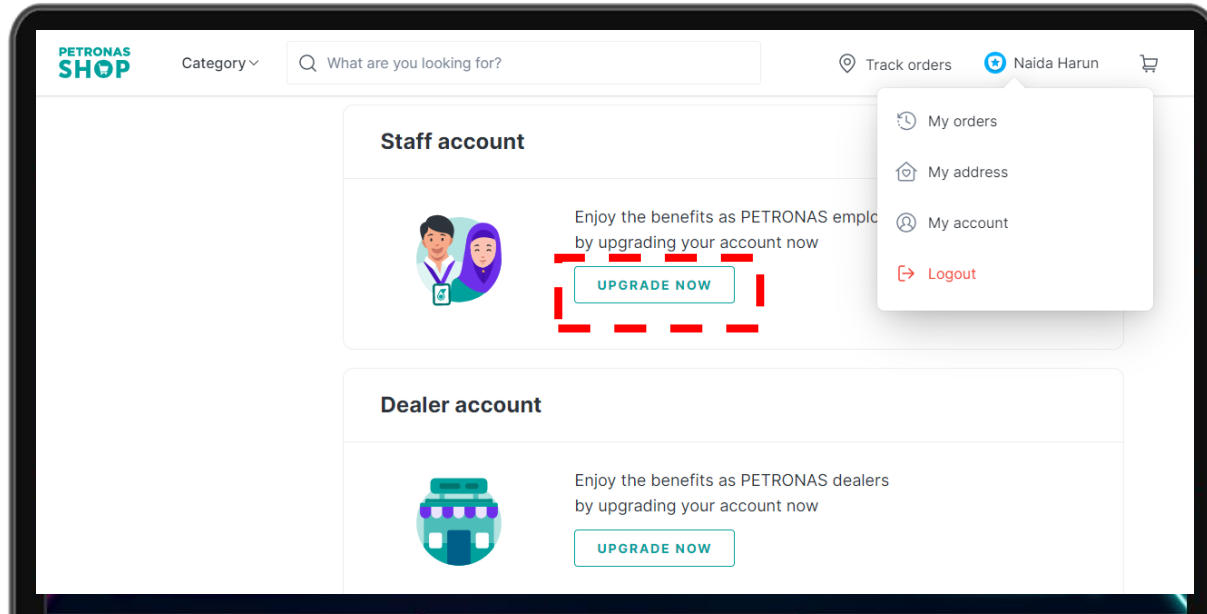 PETRONAS
SHOP
Category
What are you looking for?
Track orders
Naida Harun
My orders
My address
My account
Logout
Staff account
Enjoy the benefits as PETRONAS
by upgrading your account now
UPGRADE NOW
Dealer account
Enjoy the benefits as PETRONAS dealers
by upgrading your account now
UPGRADE NOW